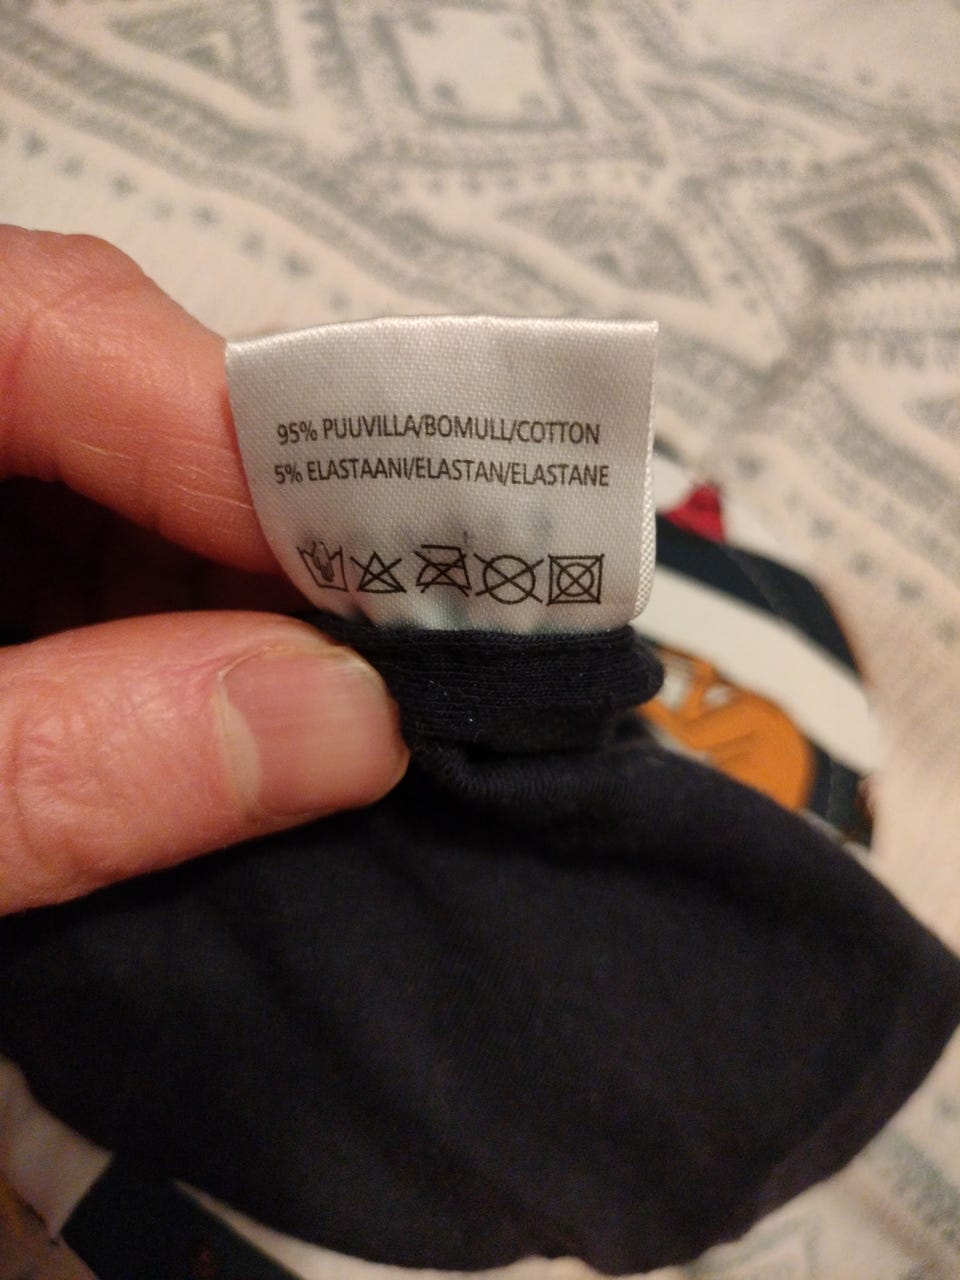 95% PUUVILLA/BOMULL/COTTON
5% ELASTAANI/ELASTAN/ELASTANE